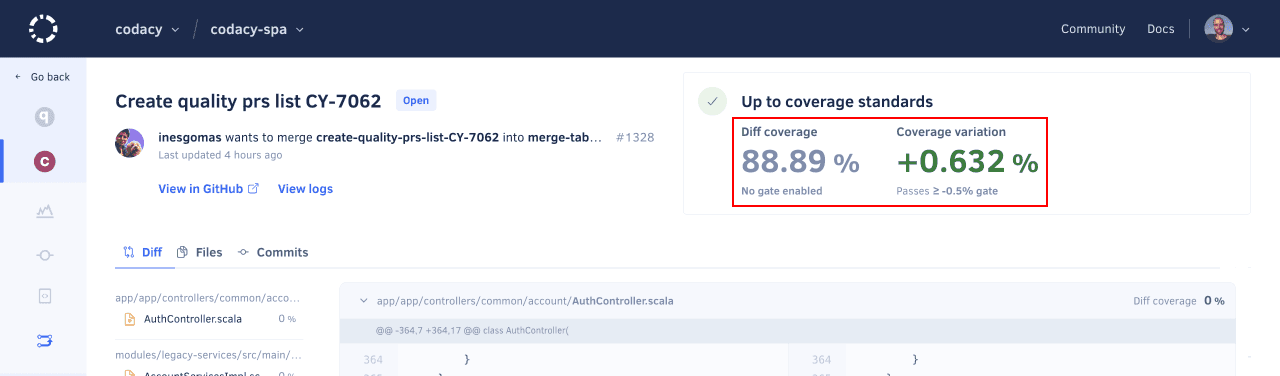 codacy / codacy-spa
Community Docs
Go back
Create quality prs list CY-7062 Open
inesgomas wants to merge create-quality-prs-list-CY-7062 into merge-tab... #1328
Last updated 4 hours ago
View in GitHub View logs
Up to coverage standards
Diff coverage Coverage variation
88.89 % +0.632 %
No gate enabled Passes ≥ -0.5% gate
Diff Files Commits
app/app/controllers/common/acco...
AuthController.scala 0 %
modules/legacy-services/src/main/...
app/app/controllers/common/account/AuthController.scala Diff coverage 0 %
@@ -364,7 +364,17 @@ class AuthController(
364 } 364 }